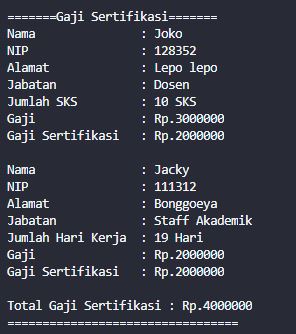 =======Gaji Sertifikasi=======
Nama : Joko
NIP : 128352
Alamat : Lepo lepo
Jabatan : Dosen
Jumlah SKS : 10 SKS
Gaji : Rp.3000000
Gaji Sertifikasi : Rp.2000000

Nama : Jacky
NIP : 111312
Alamat : Bonggoeya
Jabatan : Staff Akademik
Jumlah Hari Kerja : 19 Hari
Gaji : Rp.2000000
Gaji Sertifikasi : Rp.2000000

Total Gaji Sertifikasi : Rp.4000000
=================================